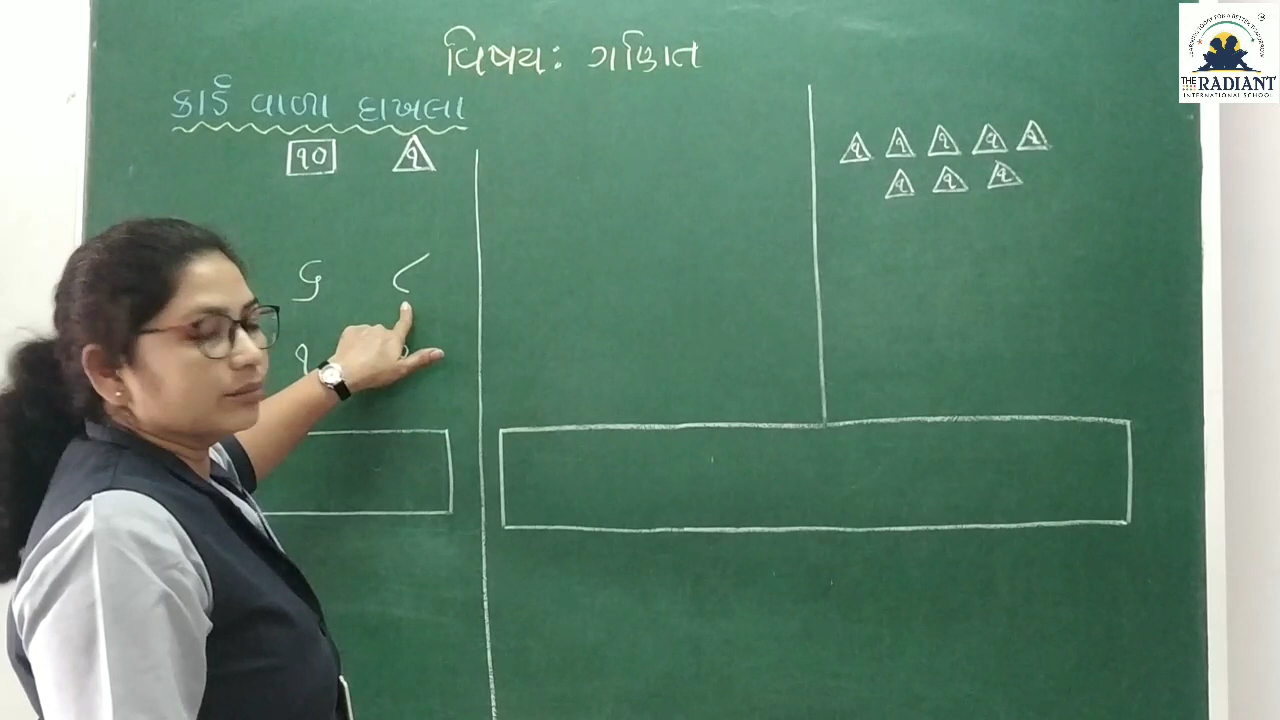 વિષય: ગણિત
કાર્ડ વાળા દાખલા
૧૦ ૧
૧ ૧ ૧ ૧ ૧
૧ ૧ ૧
૬ ૮
૧
THE RADIANT
INTERNATIONAL SCHOOL